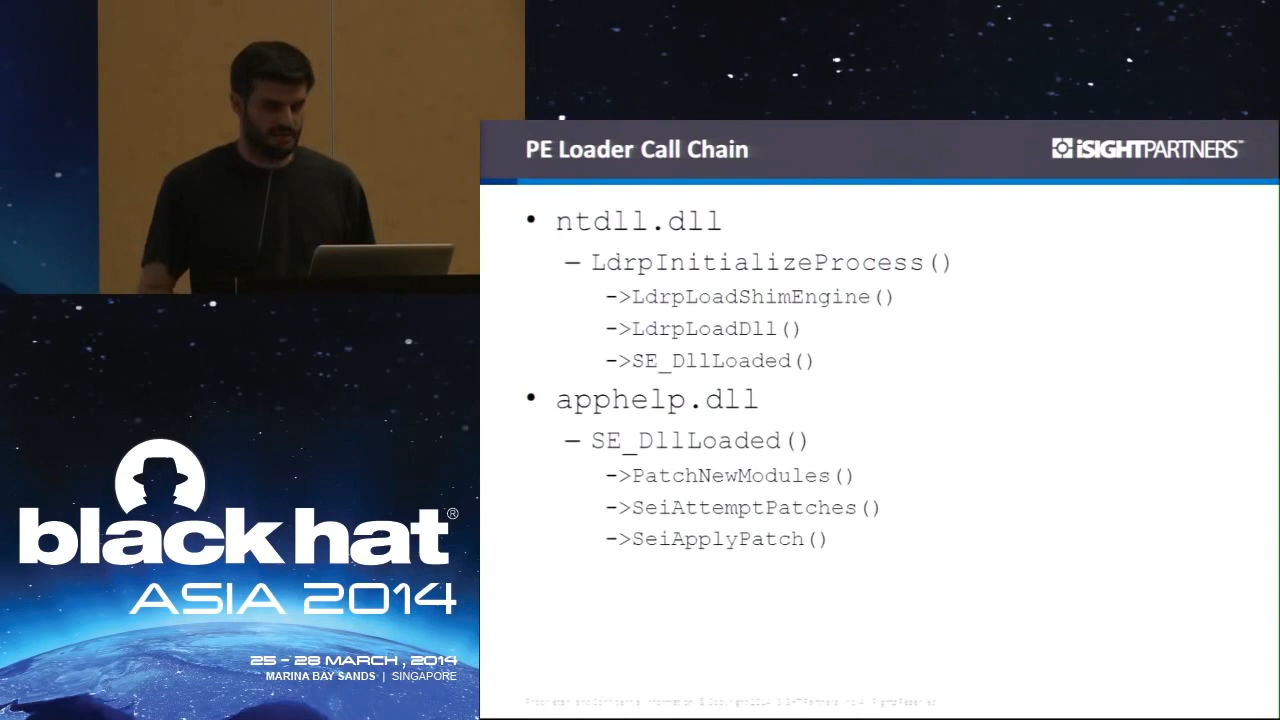 PE Loader Call Chain
iSIGHTPARTNERS
• ntdll.dll
– LdrpInitializeProcess()
->LdrpLoadShimEngine()
->LdrpLoadDll()
->SE_DllLoaded()
• apphelp.dll
– SE_DllLoaded()
->PatchNewModules()
->SeiAttemptPatches()
->SeiApplyPatch()
black hat®
ASIA 2014
25 - 28 MARCH, 2014
MARINA BAY SANDS | SINGAPORE